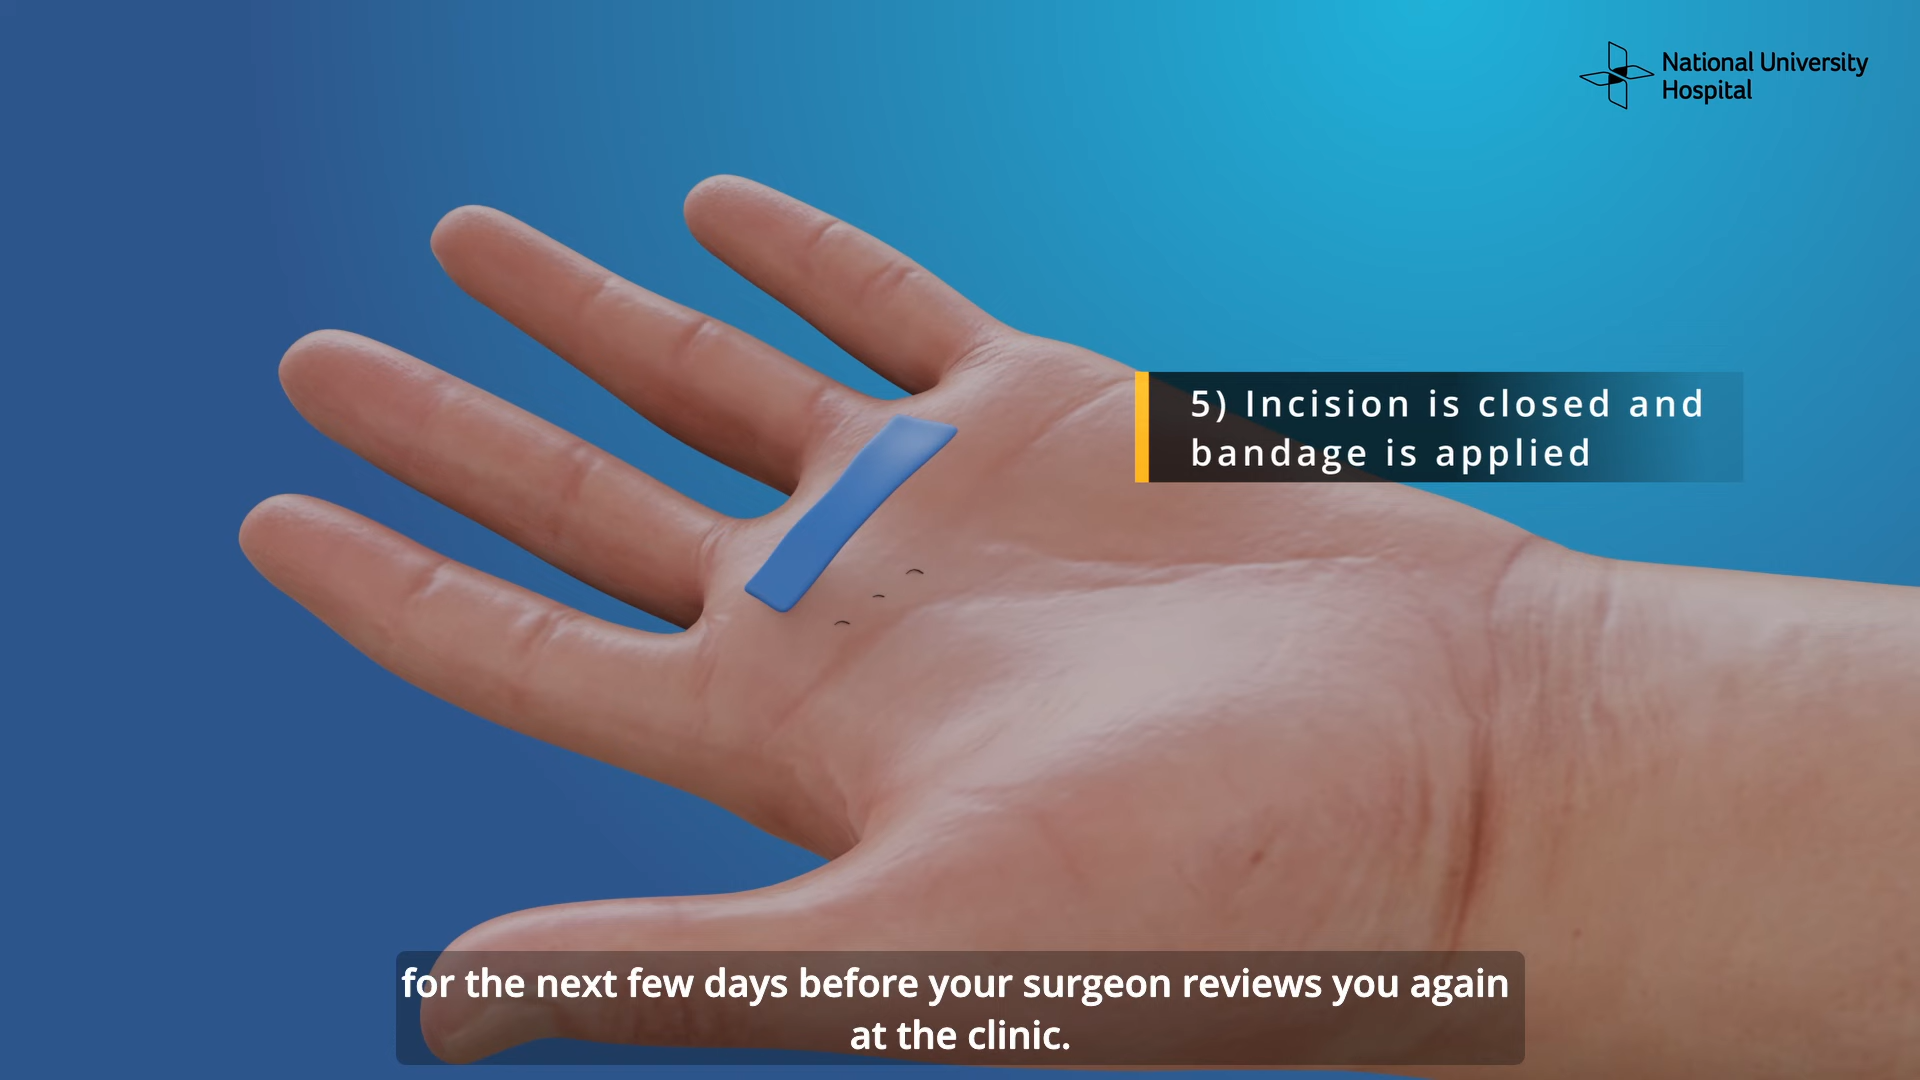 National University
Hospital
5) Incision is closed and
bandage is applied
for the next few days before your surgeon reviews you again
at the clinic.